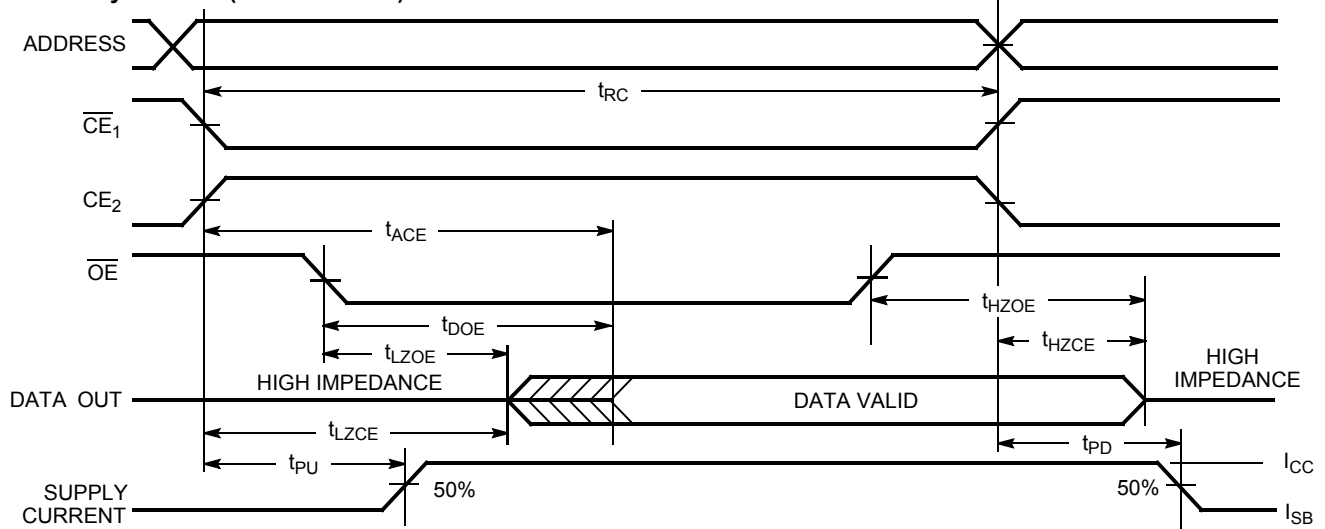 ADDRESS
tRC
CE1
CE2
tACE
OE
tHZOE
tDOE
tHZCE
tLZOE
HIGH IMPEDANCE
HIGH
IMPEDANCE
DATA OUT
DATA VALID
tLZCE
tPD
tPU
ICC
50%
50%
SUPPLY
CURRENT
ISB